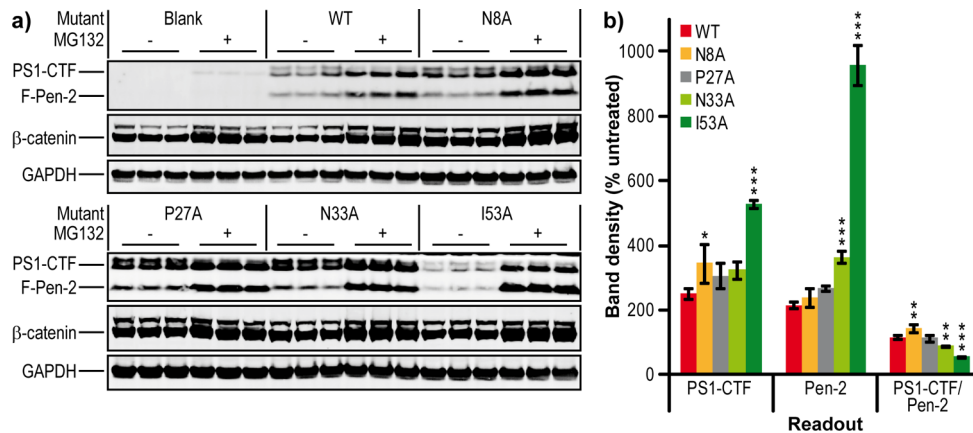 a)
Mutant Blank WT N8A
MG132 - + - + - +
PS1-CTF
F-Pen-2
β-catenin
GAPDH
Mutant P27A N33A I53A
MG132 - + - + - +
PS1-CTF
F-Pen-2
β-catenin
GAPDH
b)
WT
N8A
P27A
N33A
I53A
Band density (% untreated)
1000
800
600
400
200
0
*
***
***
***
**
**
***
PS1-CTF Pen-2 PS1-CTF/
Pen-2
Readout